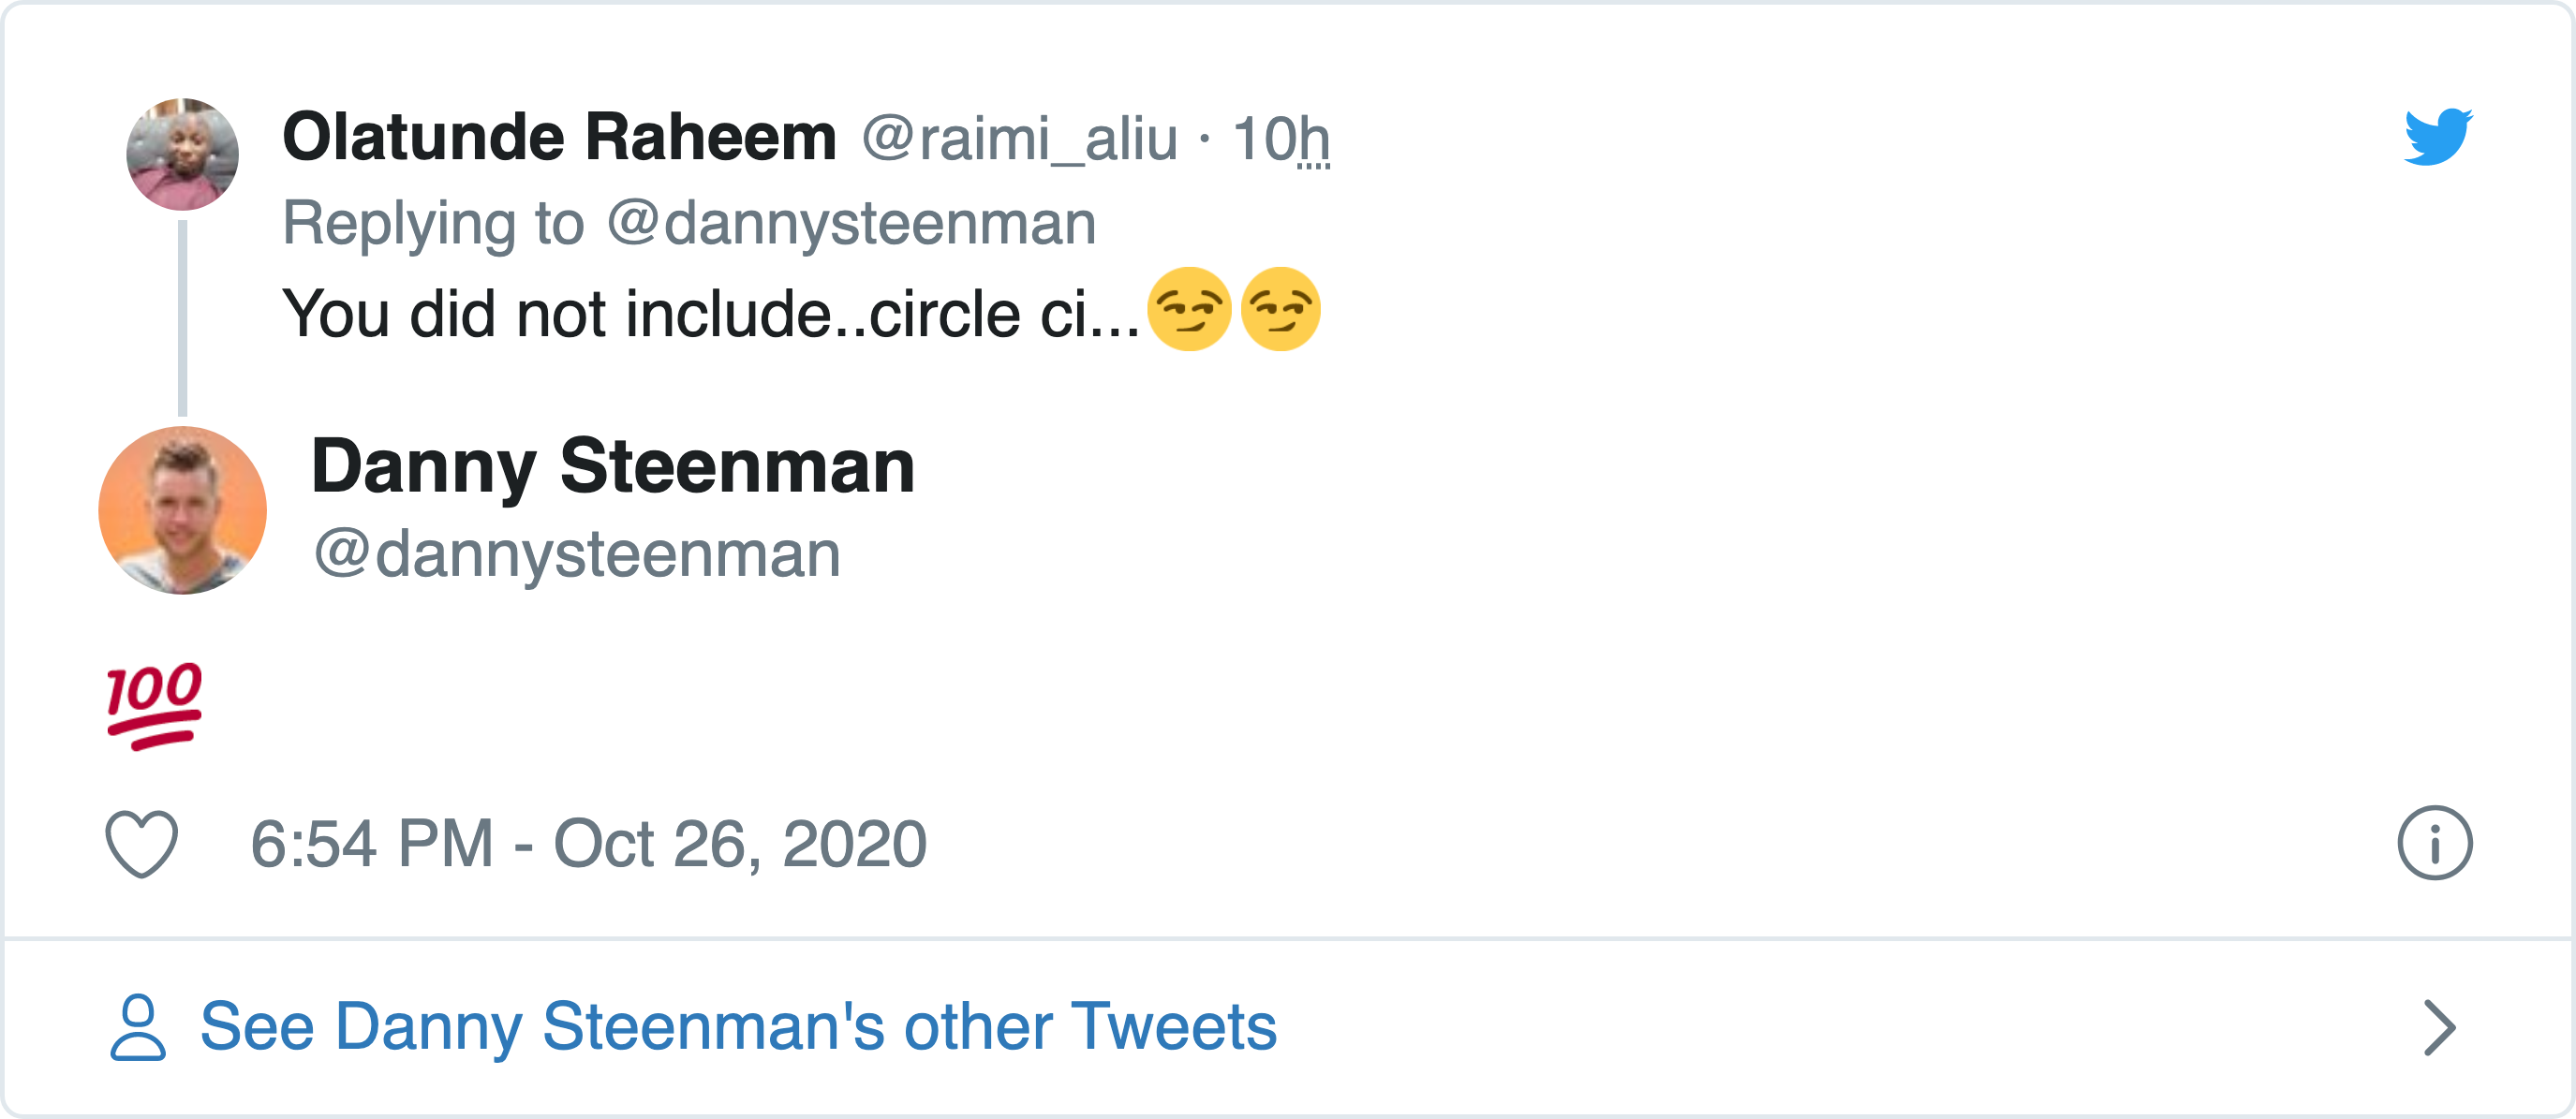 Olatunde Raheem @raimi_aliu · 10h
Replying to @dannysteenman
You did not include..circle ci...😏😏
Danny Steenman
@dannysteenman
💯
6:54 PM - Oct 26, 2020
See Danny Steenman's other Tweets